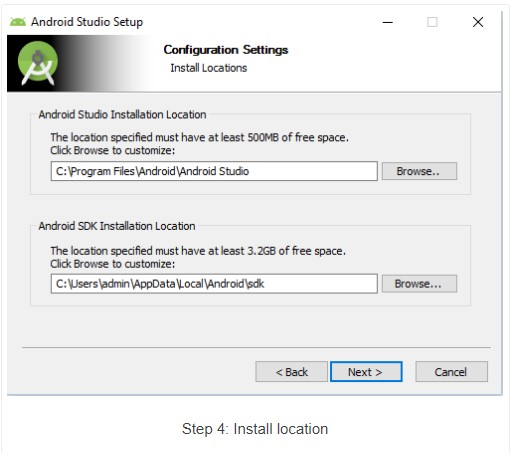 Android Studio Setup
Configuration Settings
Install Locations
Android Studio Installation Location
The location specified must have at least 500MB of free space.
Click Browse to customize:
C:\Program Files\Android\Android Studio
Browse..
Android SDK Installation Location
The location specified must have at least 3.2GB of free space.
Click Browse to customize:
C:\Users\admin\AppData\Local\Android\sdk
Browse...
< Back
Next >
Cancel
Step 4: Install location